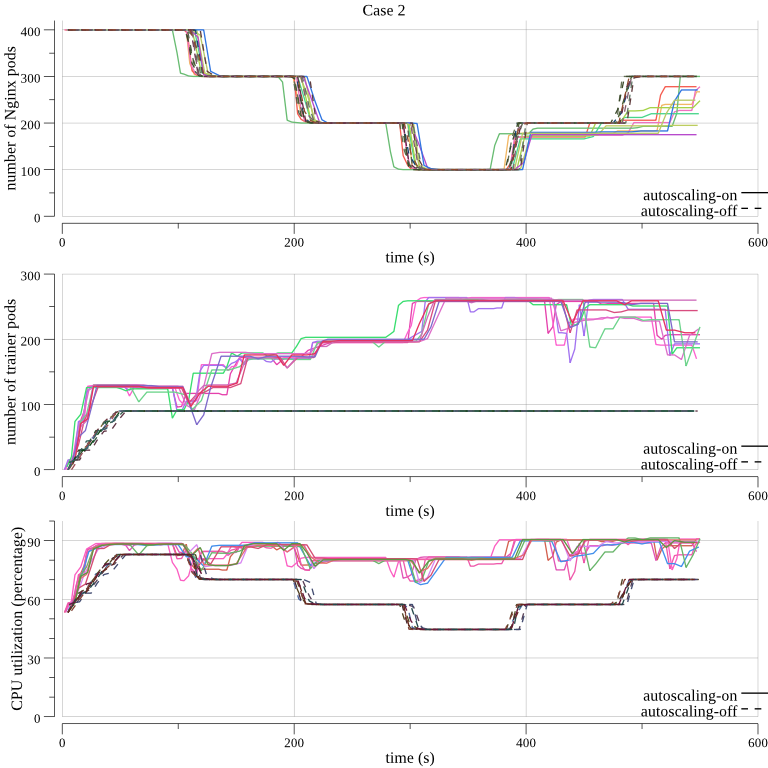 Case 2
number of Nginx pods
400
300
200
100
0
autoscaling-on
autoscaling-off
0 200 400 600
time (s)
number of trainer pods
300
200
100
0
autoscaling-on
autoscaling-off
0 200 400 600
time (s)
CPU utilization (percentage)
90
60
30
0
autoscaling-on
autoscaling-off
0 200 400 600
time (s)